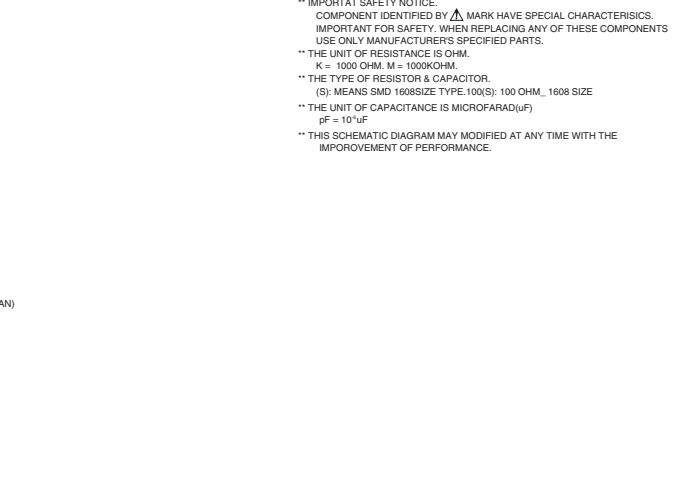 ** IMPORTAT SAFETY NOTICE.
COMPONENT IDENTIFIED BY ⚠ MARK HAVE SPECIAL CHARACTERISICS.
IMPORTANT FOR SAFETY. WHEN REPLACING ANY OF THESE COMPONENTS
USE ONLY MANUFACTURER'S SPECIFIED PARTS.
** THE UNIT OF RESISTANCE IS OHM.
K = 1000 OHM. M = 1000KOHM.
** THE TYPE OF RESISTOR & CAPACITOR.
(S): MEANS SMD 1608SIZE TYPE.100(S): 100 OHM_ 1608 SIZE
** THE UNIT OF CAPACITANCE IS MICROFARAD(uF)
pF = 10⁻⁶uF
** THIS SCHEMATIC DIAGRAM MAY MODIFIED AT ANY TIME WITH THE
IMPOROVEMENT OF PERFORMANCE.
AN)